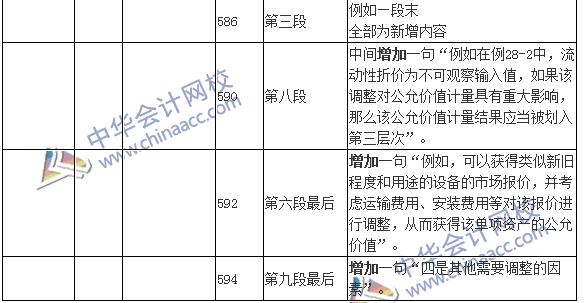 例如一段末
586 第三段 全部为新增内容
中间增加一句“例如在例28-2中，流
动性折价为不可观察输入值，如果该
590 第八段 调整对公允价值计量具有重大影响，
那么该公允价值计量结果应当被划入
第三层次”。
增加一句“例如，可以获得类似新旧
程度和用途的设备的市场报价，并考
592 第六段最后 虑运输费用、安装费用等对该报价进
行调整，从而获得该单项资产的公允
价值”。
594 第九段最后 增加一句“四是其他需要调整的因
素”。
中华会计网校
www.chinaacc.com
中华会计网校
www.chinaacc.com